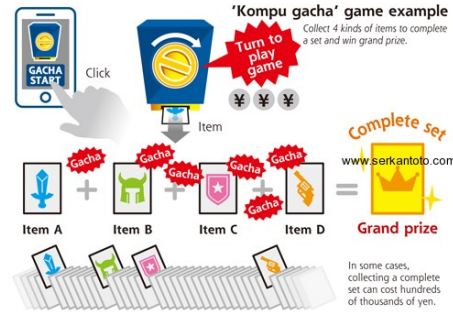 'Kompu gacha' game example
Collect 4 kinds of items to complete
a set and win grand prize.
GACHA
START
Click
Turn to
play
game
¥ ¥ ¥
Item
Complete set
www.serkantoto.com
Gacha
Gacha
Gacha
Gacha
Gacha
Gacha
+ + + =
Item A
Item B
Item C
Item D
Grand prize
In some cases,
collecting a complete
set can cost hundreds
of thousands of yen.